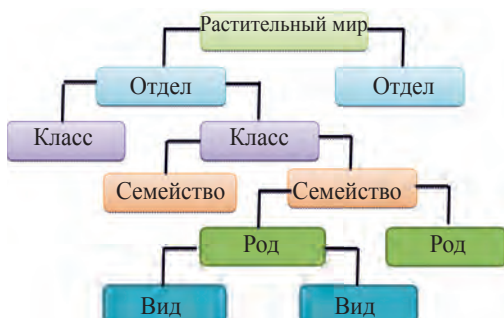 Растительный мир
Отдел Отдел
Класс Класс
Семейство Семейство
Род Род
Вид Вид